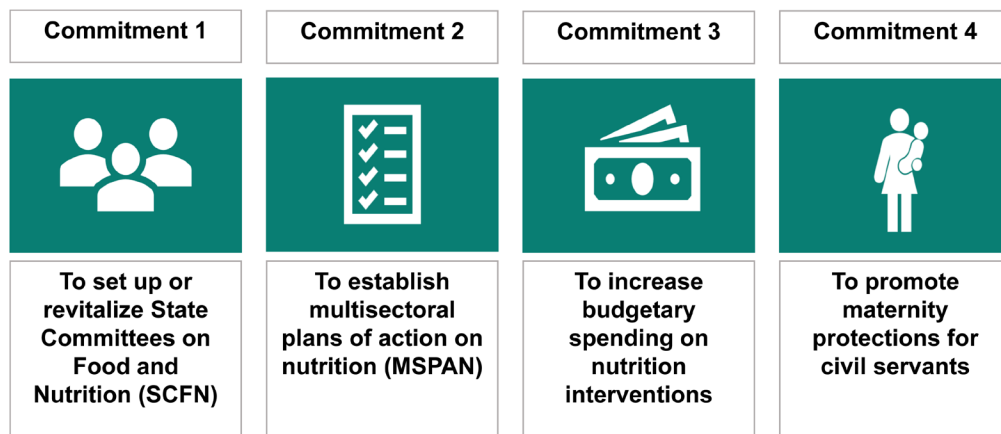 Commitment 1
Commitment 2
Commitment 3
Commitment 4
To set up or
revitalize State
Committees on
Food and
Nutrition (SCFN)
To establish
multisectoral
plans of action on
nutrition (MSPAN)
To increase
budgetary
spending on
nutrition
interventions
To promote
maternity
protections for
civil servants